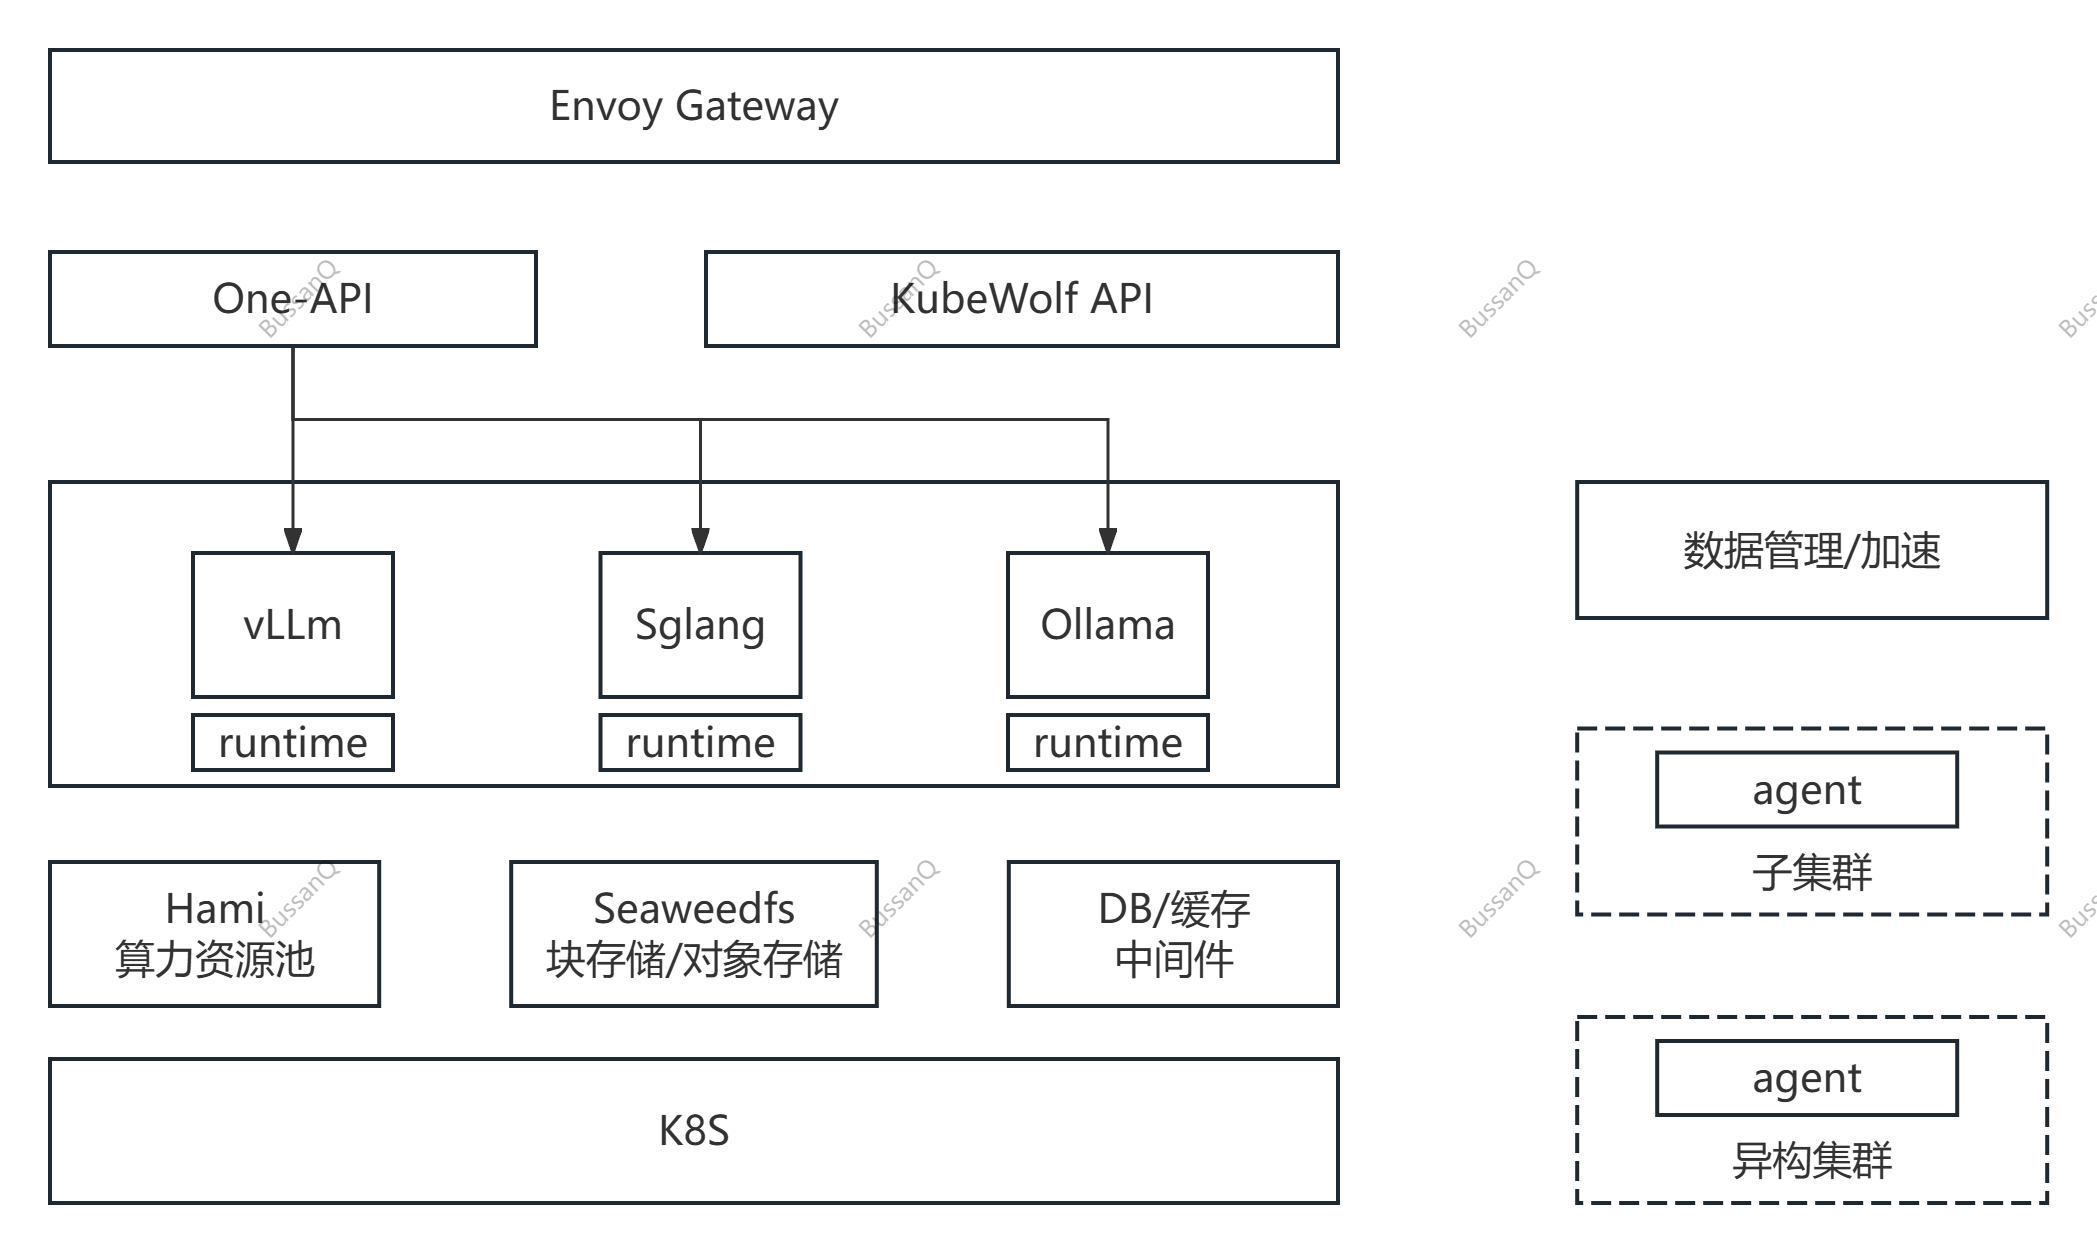 Envoy Gateway
One-API
KubeWolf API
vLLm
Sglang
Ollama
runtime
runtime
runtime
数据管理/加速
agent
子集群
Hami
算力资源池
Seaweedfs
块存储/对象存储
DB/缓存
中间件
agent
异构集群
K8S
BussanQ
BussanQ
BussanQ
Buss
BussanQ
BussanQ
BussanQ
Buss